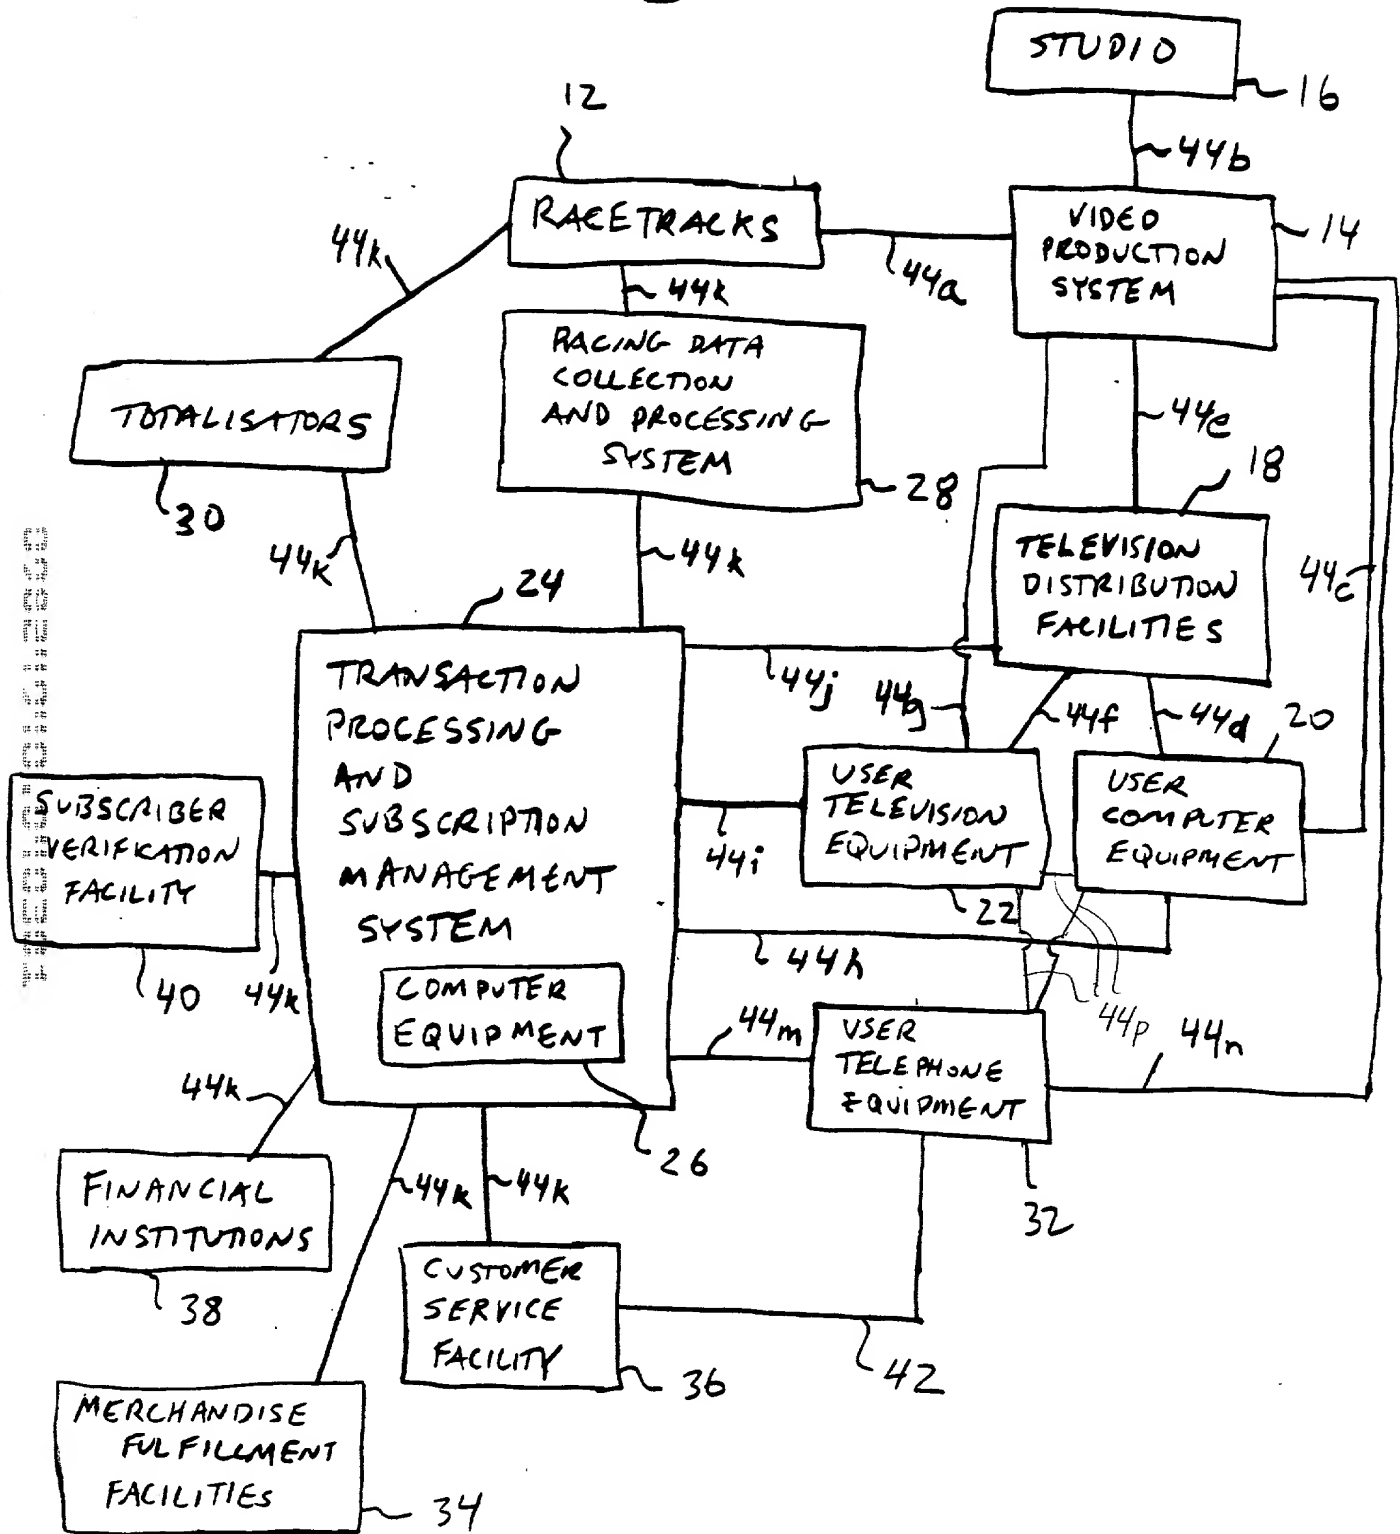 STUDIO
16
12
44b
RACETRACKS
VIDEO
PRODUCTION
SYSTEM
14
44k
44a
44k
RACING DATA
COLLECTION
AND PROCESSING
SYSTEM
28
TOTALISATORS
30
44e
18
44k
44k
TELEVISION
DISTRIBUTION
FACILITIES
44c
24
TRANSACTION
PROCESSING
AND
SUBSCRIPTION
MANAGEMENT
SYSTEM
44j
44g
44f
44d
20
SUBSCRIBER
VERIFICATION
FACILITY
40
44k
USER
TELEVISION
EQUIPMENT
22
USER
COMPUTER
EQUIPMENT
44i
44h
COMPUTER
EQUIPMENT
26
44m
USER
TELEPHONE
EQUIPMENT
32
44p
44n
44k
FINANCIAL
INSTITUTIONS
38
44k
44k
CUSTOMER
SERVICE
FACILITY
36
42
MERCHANDISE
FULFILLMENT
FACILITIES
34